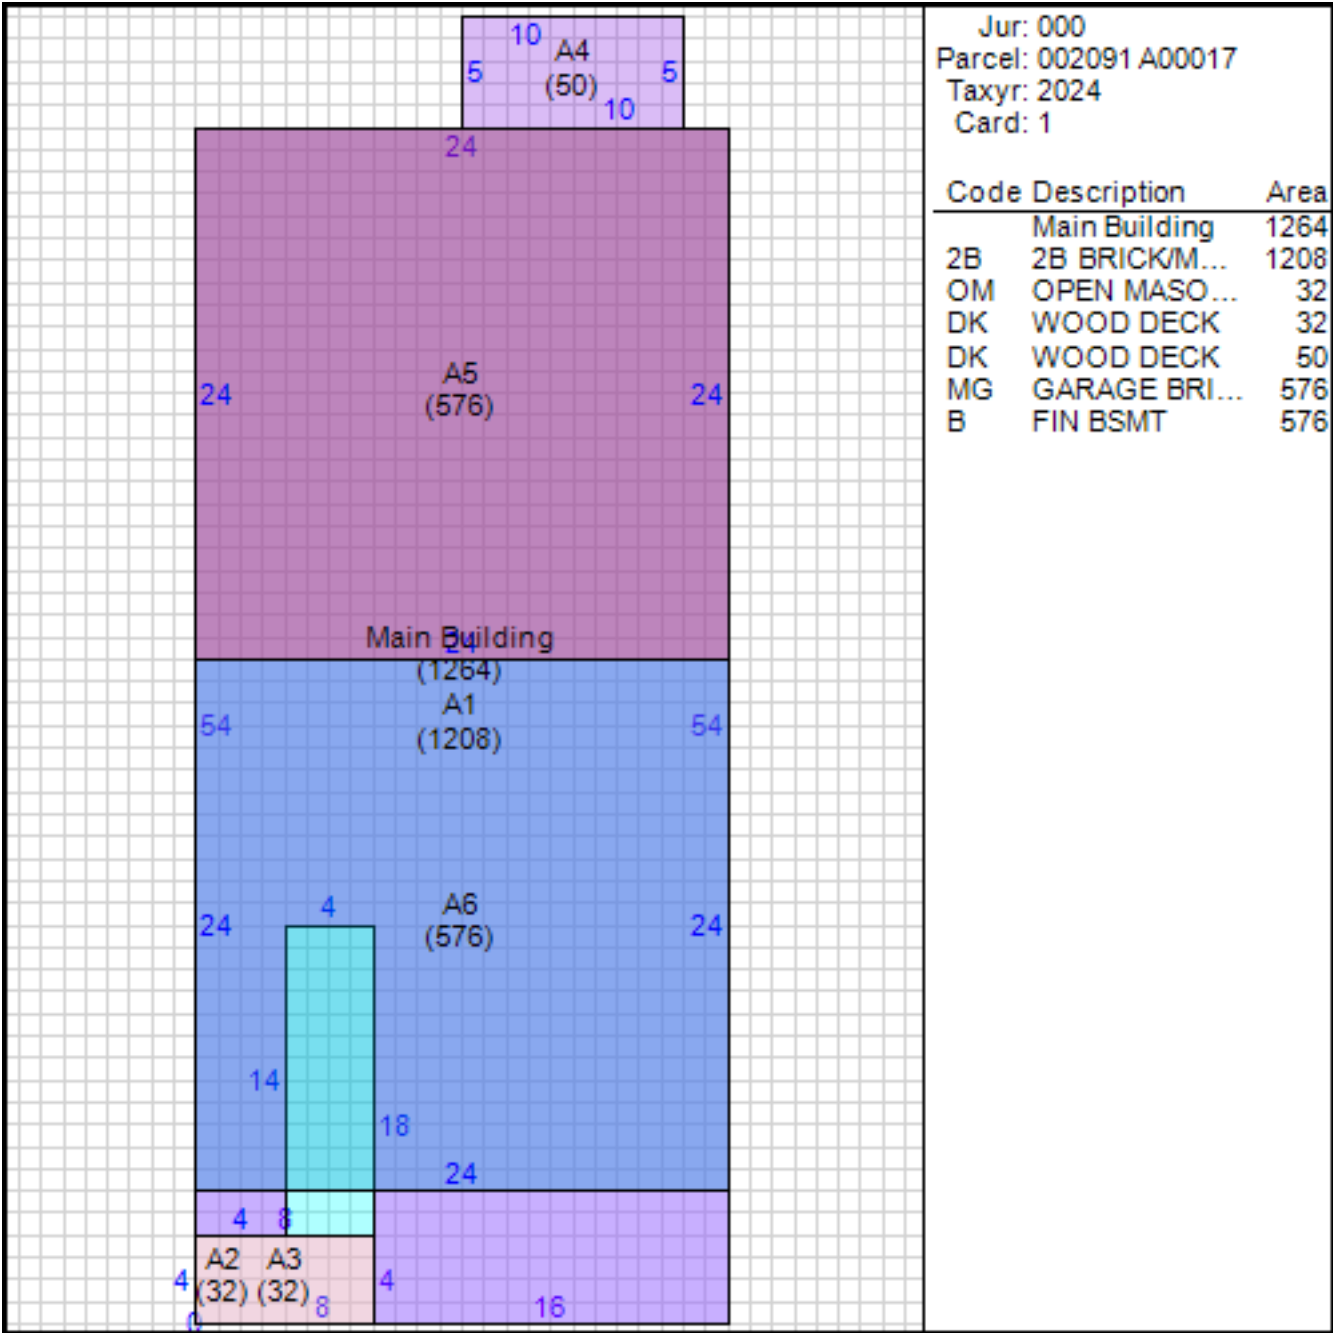 10
A4
5 (50) 5
10
24
A5
24 (576) 24
Main Building
24
(1264)
A1
54 (1208) 54
4
A6
24 (576) 24
14
18
24
4 8
A2 A3
4 (32) (32) 4
8 16
0
Jur: 000
Parcel: 002091 A00017
Taxyr: 2024
Card: 1
Code Description Area
Main Building 1264
2B 2B BRICK/M... 1208
OM OPEN MASO... 32
DK WOOD DECK 32
DK WOOD DECK 50
MG GARAGE BRI... 576
B FIN BSMT 576